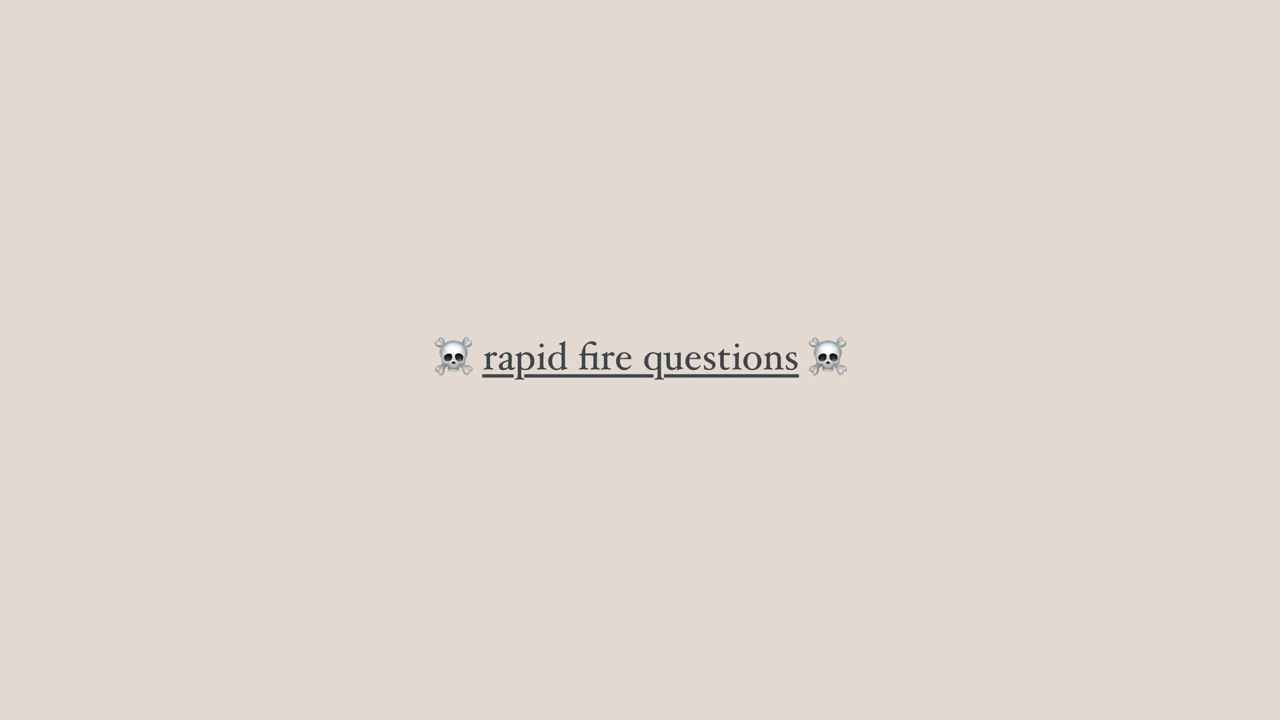 ☠️ rapid fire questions ☠️